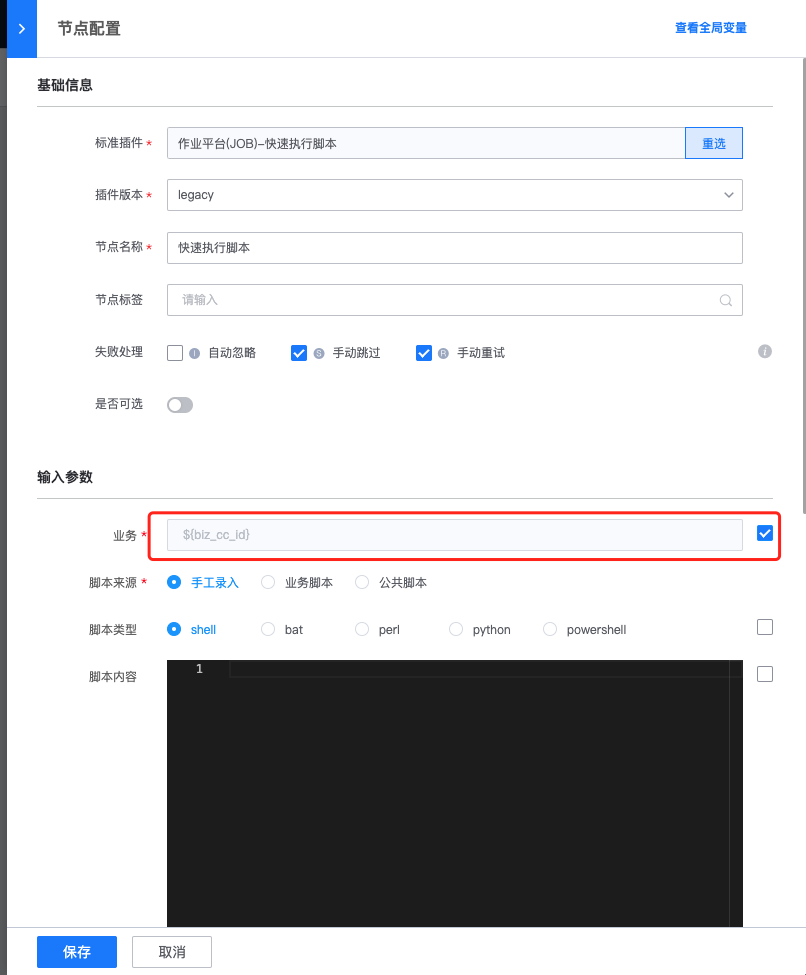 节点配置
查看全局变量
基础信息
标准插件 * 作业平台(JOB)-快速执行脚本 重选
插件版本 * legacy
节点名称 * 快速执行脚本
节点标签 请输入
失败处理 I 自动忽略 S 手动跳过 R 手动重试 i
是否可选
输入参数
业务 * ${biz_cc_id}
脚本来源 * 手工录入 业务脚本 公共脚本
脚本类型 shell bat perl python powershell
脚本内容 1
保存 取消